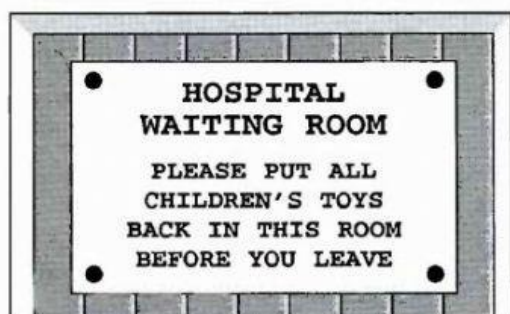 HOSPITAL
WAITING ROOM
PLEASE PUT ALL
CHILDREN'S TOYS
BACK IN THIS ROOM
BEFORE YOU LEAVE